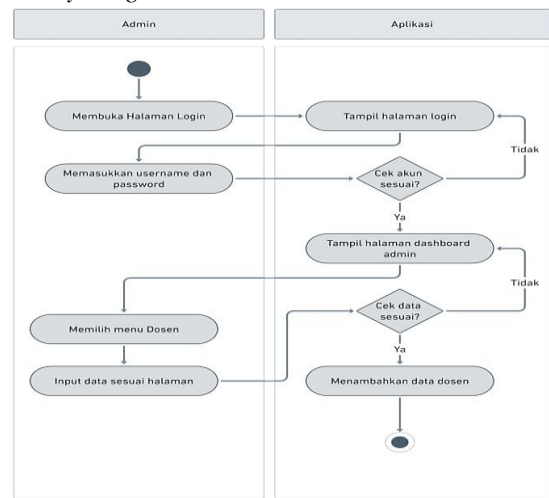 Admin
Aplikasi
Membuka Halaman Login
Tampil halaman login
Tidak
Memasukkan username dan
password
Cek akun
sesuai?
Ya
Tampil halaman dashboard
admin
Tidak
Cek data
sesuai?
Memilih menu Dosen
Ya
Input data sesuai halaman
Menambahkan data dosen